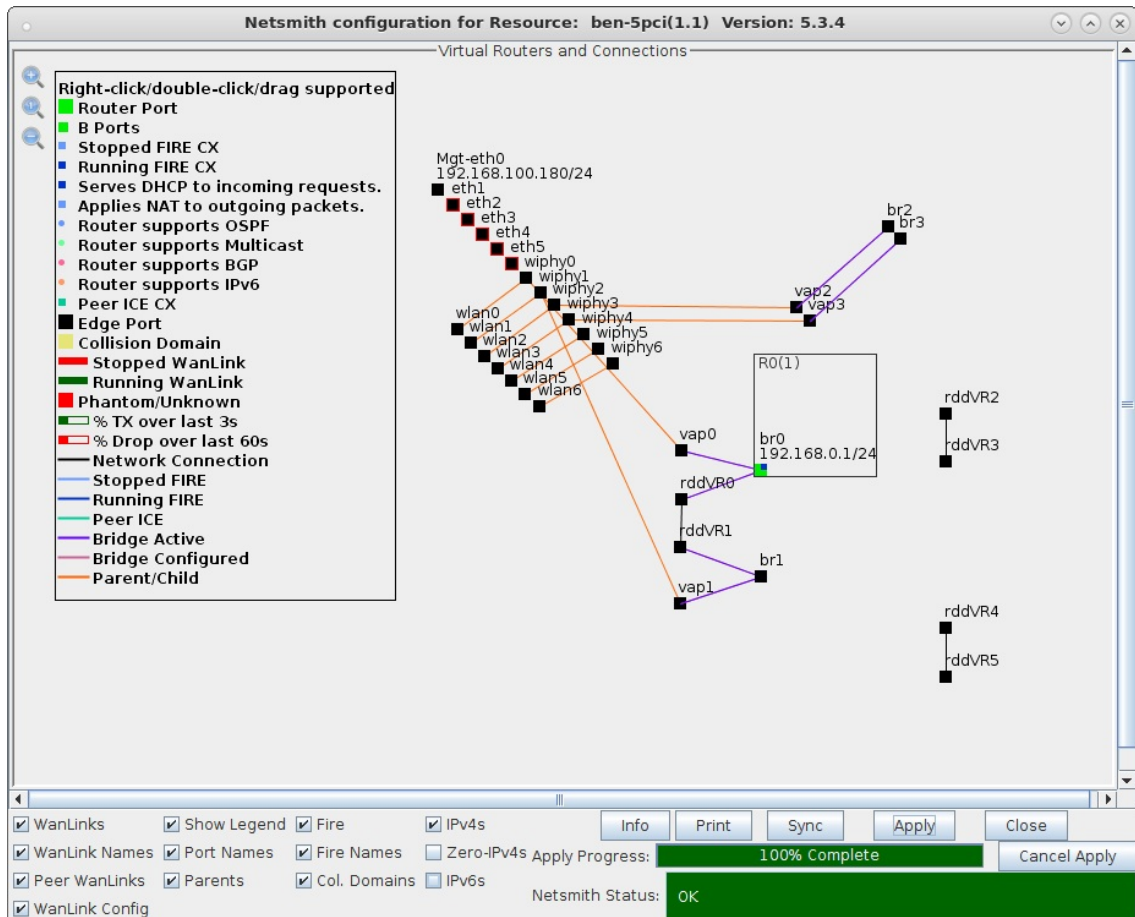 Netsmith configuration for Resource:  ben-5pci(1.1)  Version: 5.3.4
Virtual Routers and Connections
Right-click/double-click/drag supported
Router Port
B Ports
Stopped FIRE CX
Running FIRE CX
Serves DHCP to incoming requests.
Applies NAT to outgoing packets.
Router supports OSPF
Router supports Multicast
Router supports BGP
Router supports IPv6
Peer ICE CX
Edge Port
Collision Domain
Stopped WanLink
Running WanLink
Phantom/Unknown
% TX over last 3s
% Drop over last 60s
Network Connection
Stopped FIRE
Running FIRE
Peer ICE
Bridge Active
Bridge Configured
Parent/Child
Mgt-eth0
192.168.100.180/24
eth1
eth2
eth3
eth4
eth5
wiphy0
wiphy1
wiphy2
wiphy3
wiphy4
wiphy5
wiphy6
wlan0
wlan1
wlan2
wlan3
wlan4
wlan5
wlan6
br2
br3
vap2
vap3
R0(1)
br0
192.168.0.1/24
vap0
rddVR0
rddVR1
br1
vap1
rddVR2
rddVR3
rddVR4
rddVR5
WanLinks Show Legend Fire IPv4s Info Print Sync Apply Close
WanLink Names Port Names Fire Names Zero-IPv4s Apply Progress: 100% Complete Cancel Apply
Peer WanLinks Parents Col. Domains IPv6s
Netsmith Status: OK
WanLink Config